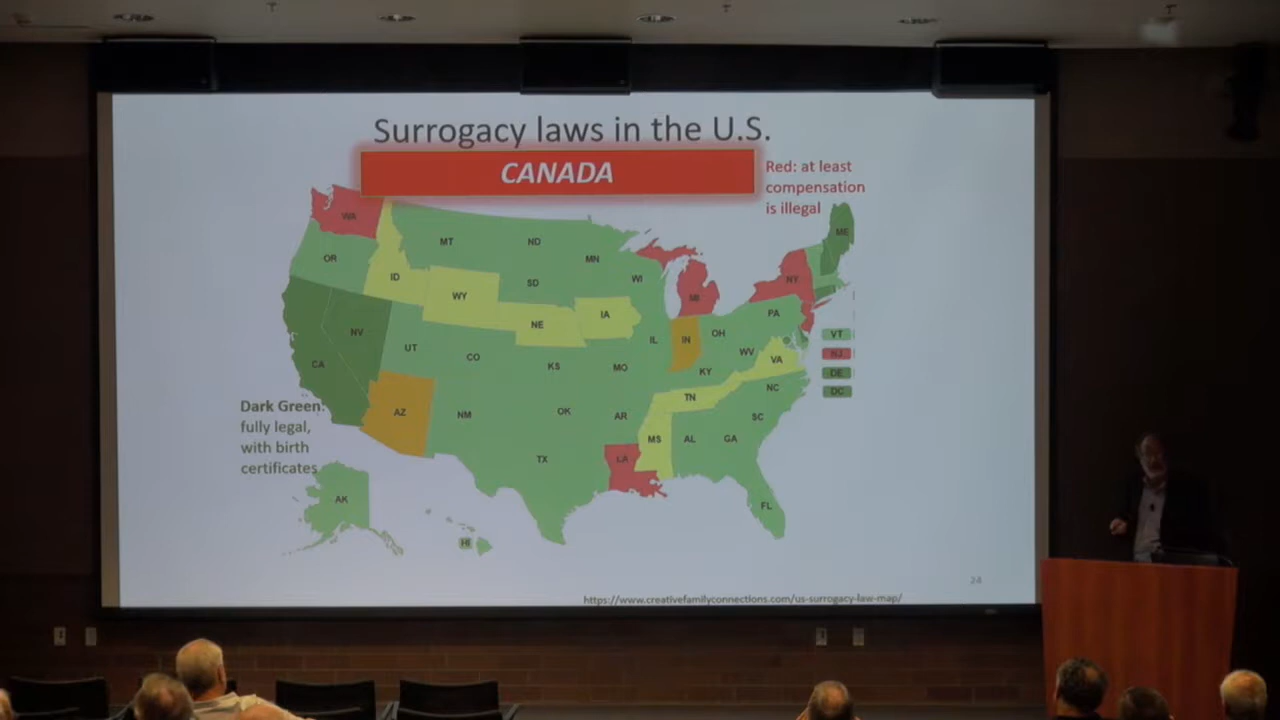 Surrogacy laws in the U.S.
CANADA
Red: at least
compensation
is illegal
WA
ME
OR
MT
ND
MN
ID
WY
SD
WI
MI
NY
NE
IA
PA
NV
UT
CO
IL
IN
OH
VT
NJ
DE
DC
CA
KS
MO
WV
VA
KY
NC
TN
AZ
NM
OK
AR
SC
MS
AL
GA
TX
LA
FL
Dark Green:
fully legal,
with birth
certificates
AK
HI
24
https://www.creativefamilyconnections.com/us-surrogacy-law-map/